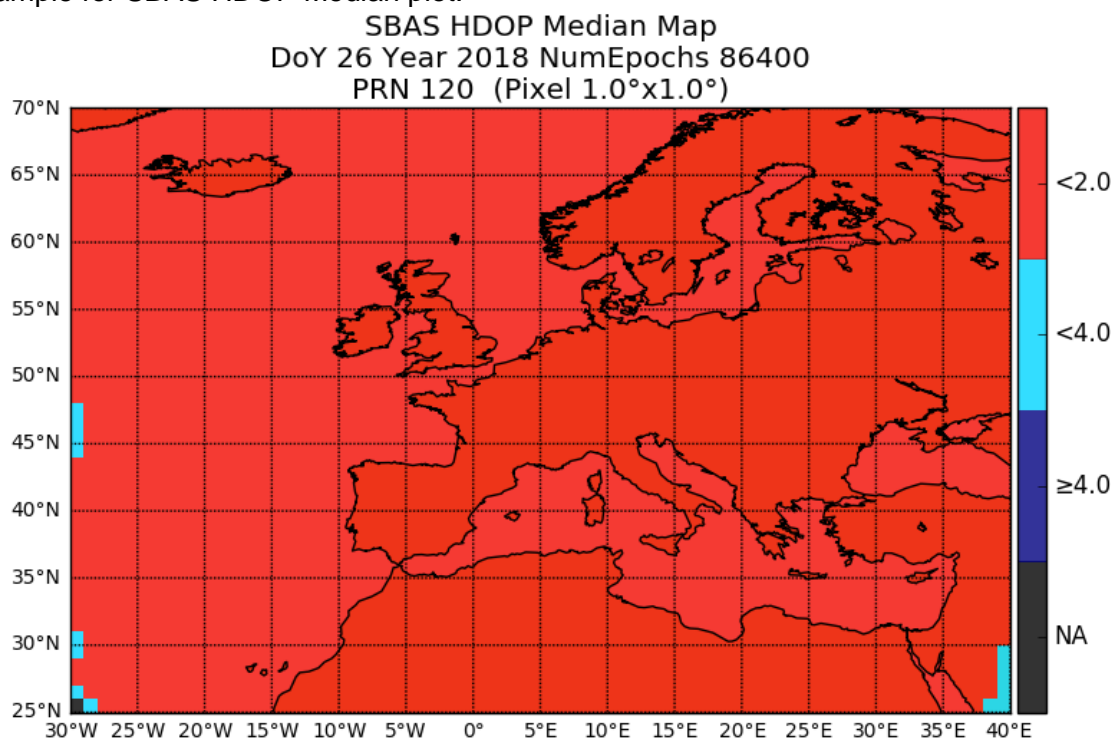 SBAS HDOP Median Map
DoY 26 Year 2018 NumEpochs 86400
PRN 120 (Pixel 1.0°x1.0°)
70°N
65°N
60°N
55°N
50°N
45°N
40°N
35°N
30°N
25°N
30°W 25°W 20°W 15°W 10°W 5°W 0° 5°E 10°E 15°E 20°E 25°E 30°E 35°E 40°E
<2.0
<4.0
≥4.0
NA